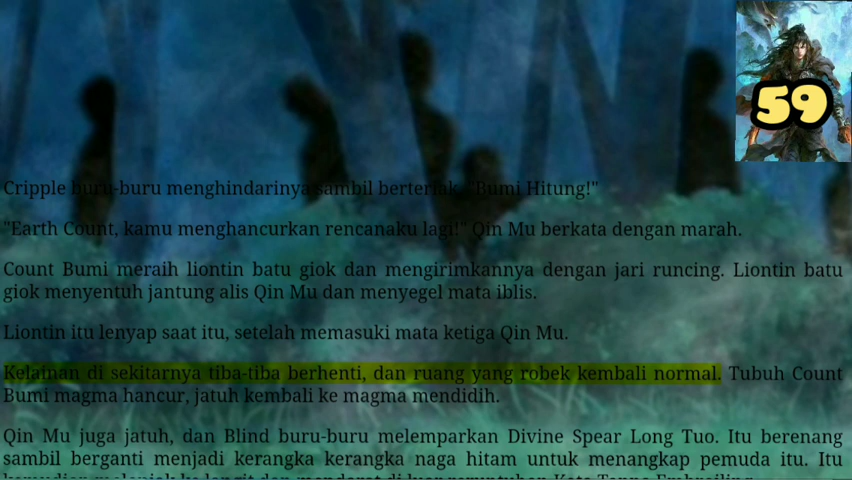 59
Cripple buru-buru menghindarinya sambil berteriak, "Bumi Hitung!"
"Earth Count, kamu menghancurkan rencanaku lagi!" Qin Mu berkata dengan marah.
Count Bumi meraih liontin batu giok dan mengirimkannya dengan jari runcing. Liontin batu
giok menyentuh jantung alis Qin Mu dan menyegel mata iblis.
Liontin itu lenyap saat itu, setelah memasuki mata ketiga Qin Mu.
Kelainan di sekitarnya tiba-tiba berhenti, dan ruang yang robek kembali normal. Tubuh Count
Bumi magma hancur, jatuh kembali ke magma mendidih.
Qin Mu juga jatuh, dan Blind buru-buru melemparkan Divine Spear Long Tuo. Itu berenang
sambil berganti menjadi kerangka kerangka naga hitam untuk menangkap pemuda itu. Itu